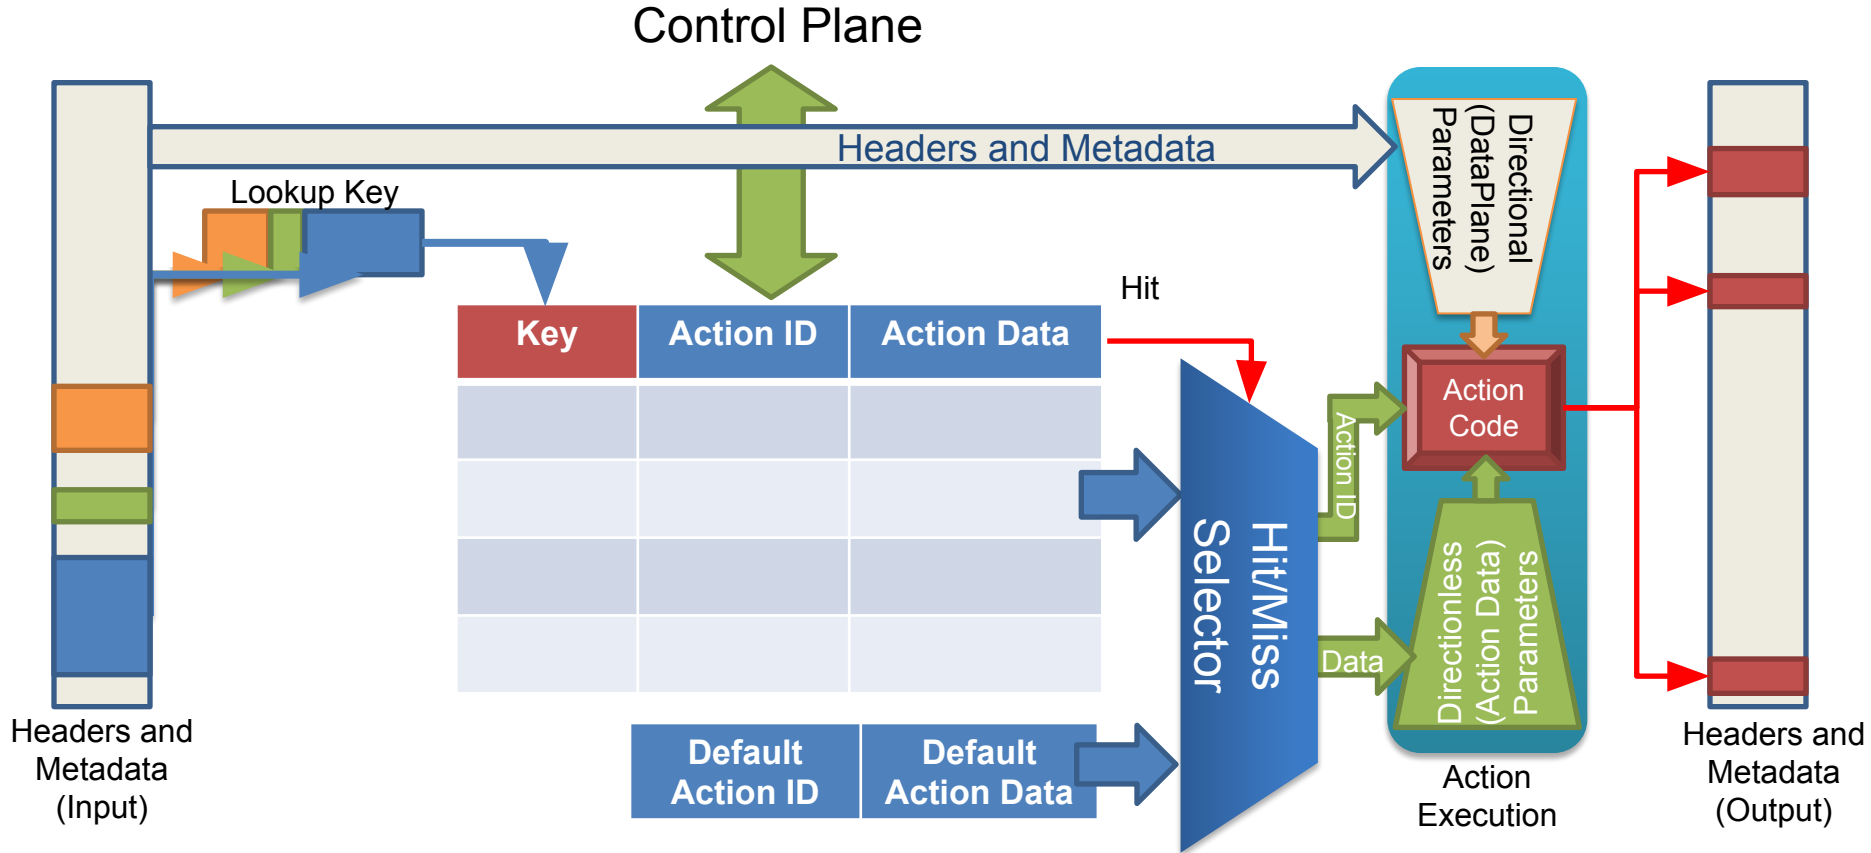 Control Plane
Headers and Metadata
Lookup Key
Hit
Key
Action ID
Action Data
Default
Action ID
Default
Action Data
Hit/Miss
Selector
Action ID
Data
Directional
(DataPlane)
Parameters
Action
Code
Directionless
(Action Data)
Parameters
Action
Execution
Headers and
Metadata
(Input)
Headers and
Metadata
(Output)